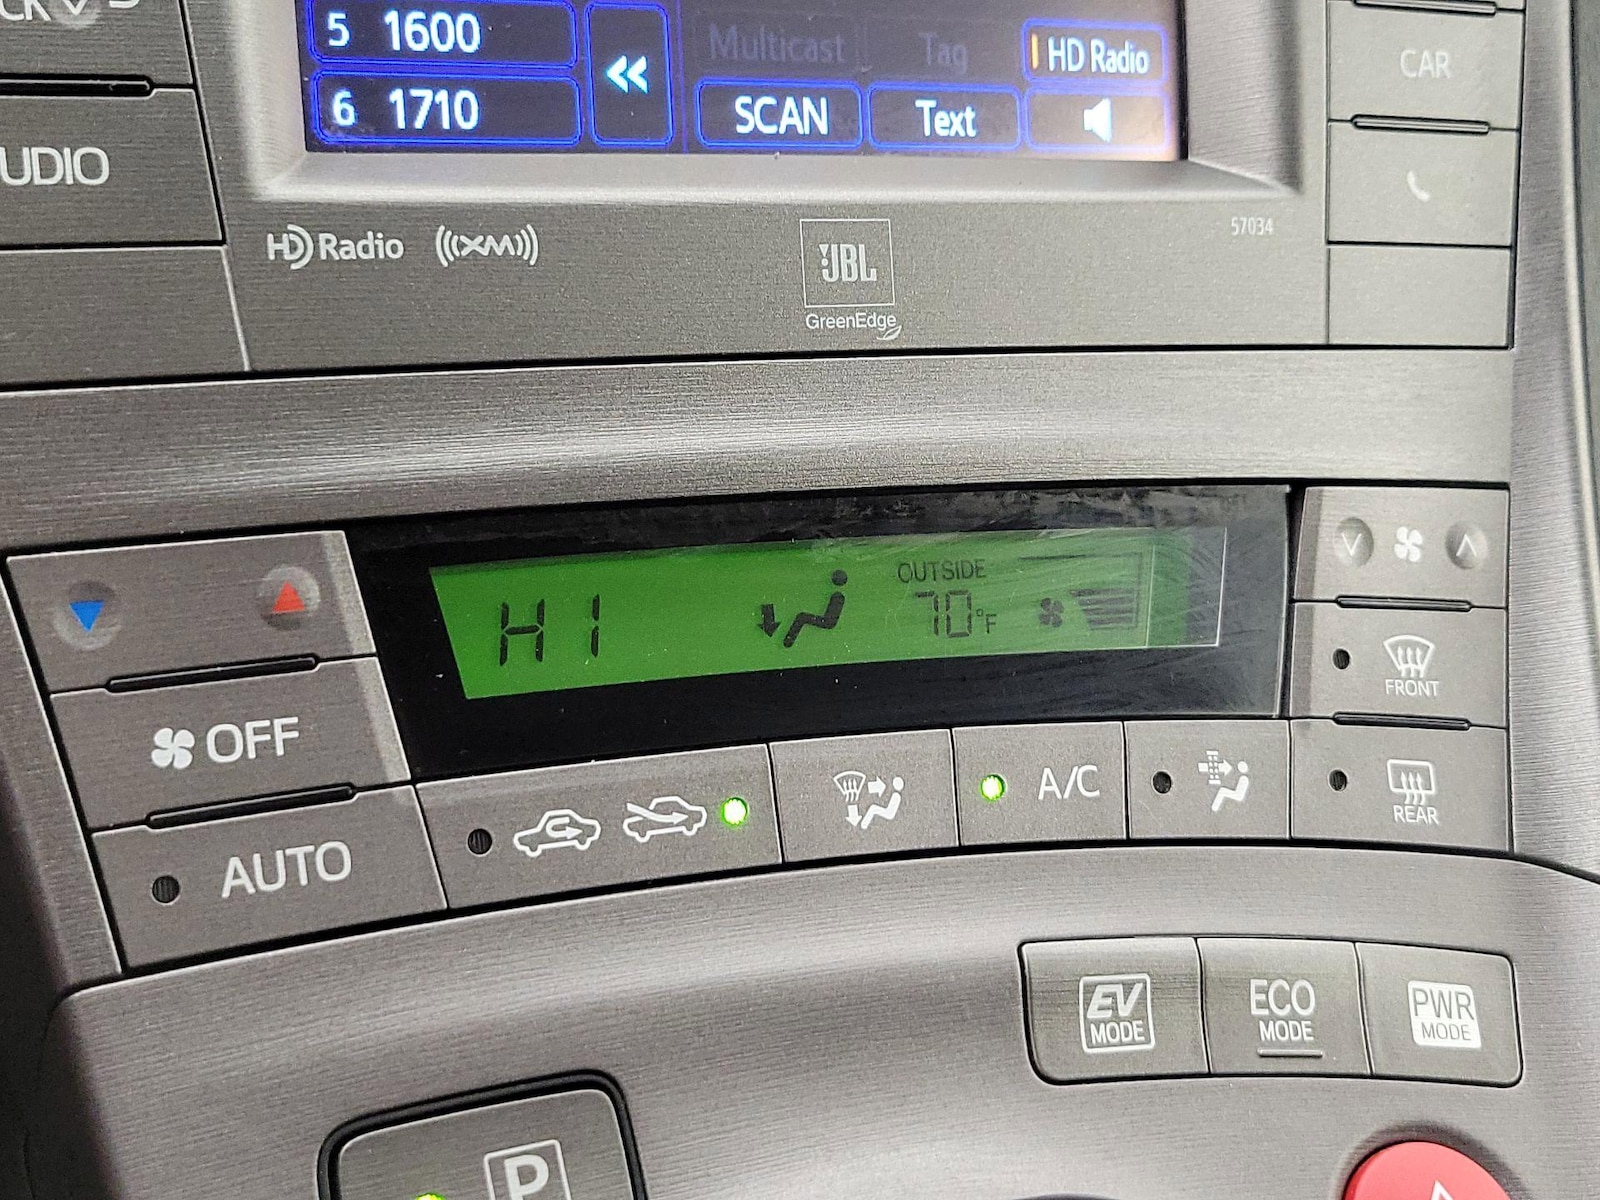 5 1600
Multicast Tag HD Radio
6 1710
SCAN Text
CAR
UDIO
HD Radio ((XM)) JBL 57034
GreenEdge
OUTSIDE
HI 70°F
FRONT
OFF
A/C
REAR
AUTO
EV MODE
ECO MODE
PWR MODE
P